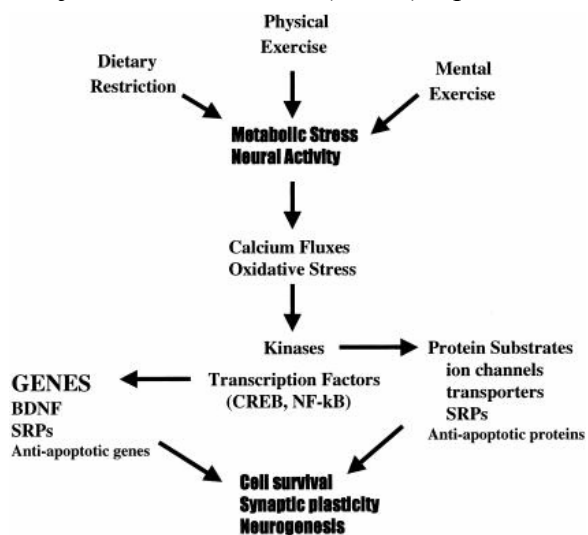 Physical
Exercise
Dietary
Restriction
Mental
Exercise
Metabolic Stress
Neural Activity
Calcium Fluxes
Oxidative Stress
Kinases
Transcription Factors
(CREB, NF-kB)
GENES
BDNF
SRPs
Anti-apoptotic genes
Protein Substrates
ion channels
transporters
SRPs
Anti-apoptotic proteins
Cell survival
Synaptic plasticity
Neurogenesis